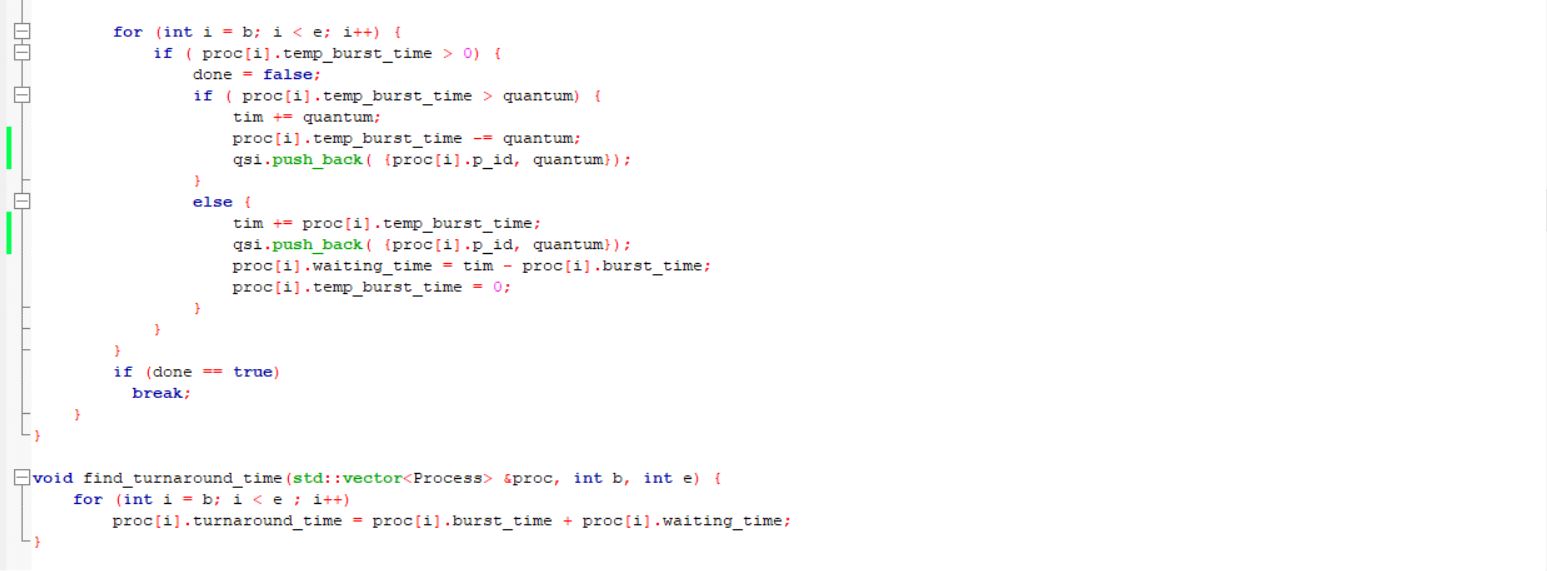 for (int i = b; i < e; i++) {
if ( proc[i].temp_burst_time > 0) {
done = false;
if ( proc[i].temp_burst_time > quantum) {
tim += quantum;
proc[i].temp_burst_time -= quantum;
qsi.push_back( {proc[i].p_id, quantum});
}
else {
tim += proc[i].temp_burst_time;
qsi.push_back( {proc[i].p_id, quantum});
proc[i].waiting_time = tim - proc[i].burst_time;
proc[i].temp_burst_time = 0;
}
}
}
if (done == true)
break;
}
}
void find_turnaround_time(std::vector<Process> &proc, int b, int e) {
for (int i = b; i < e ; i++)
proc[i].turnaround_time = proc[i].burst_time + proc[i].waiting_time;
}